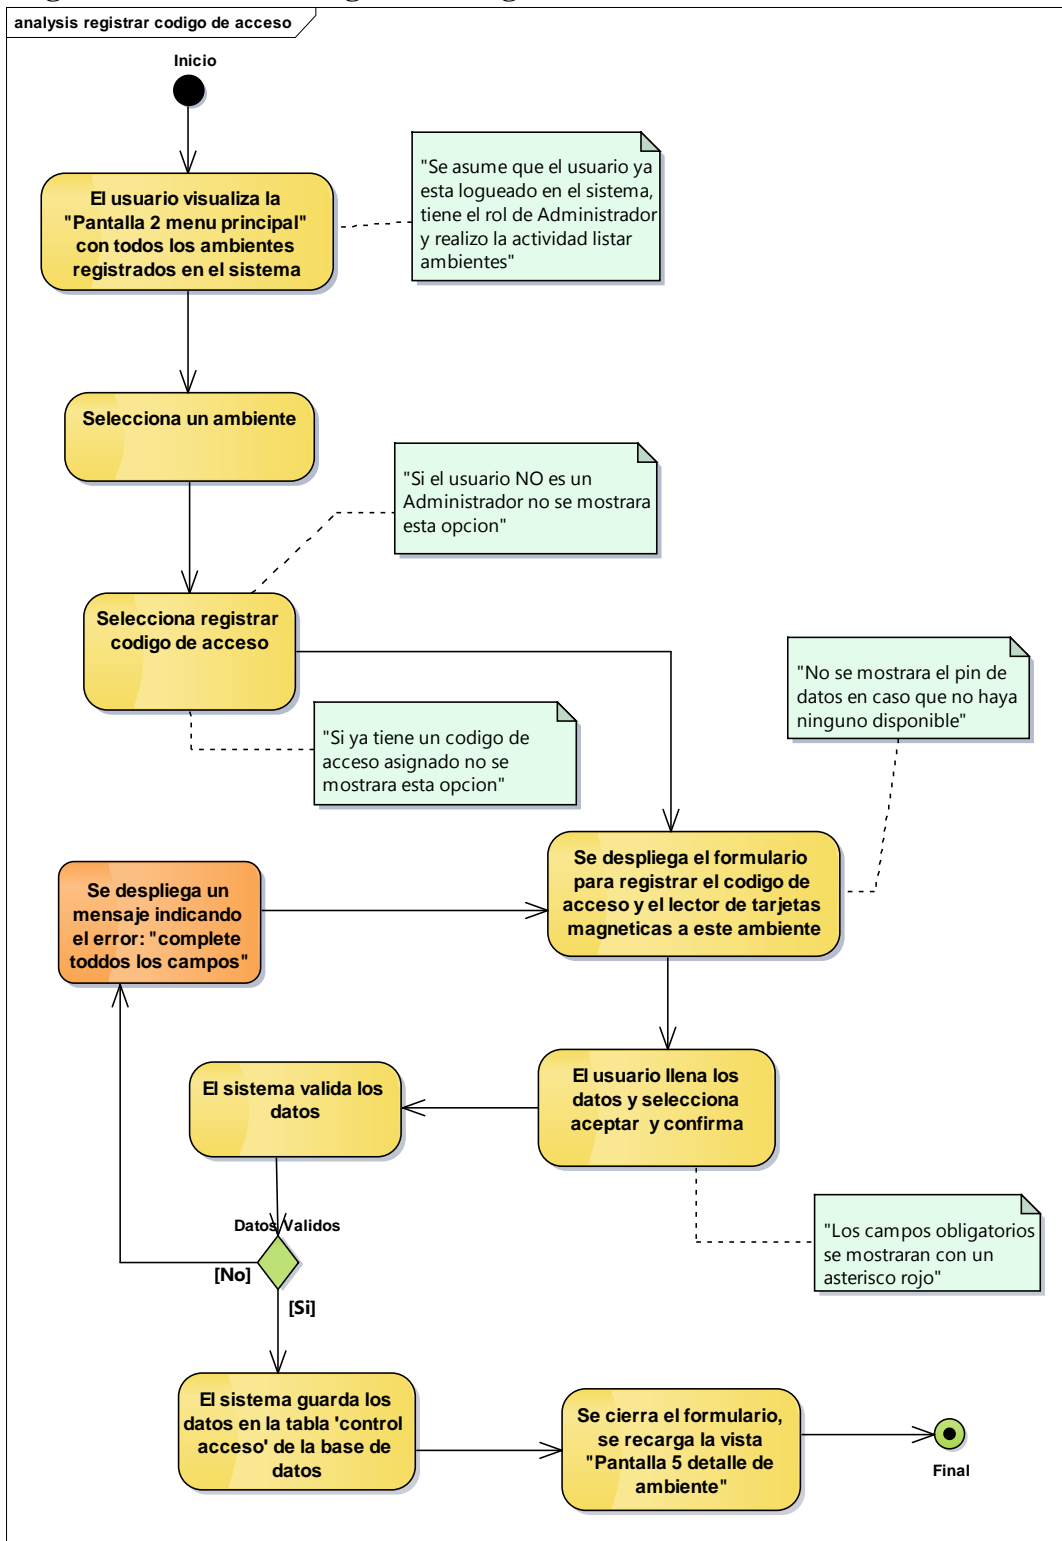 analysis registrar codigo de acceso
Inicio
"Se asume que el usuario ya
esta logueado en el sistema,
tiene el rol de Administrador
y realizo la actividad listar
ambientes"
El usuario visualiza la
"Pantalla 2 menu principal"
con todos los ambientes
registrados en el sistema
Selecciona un ambiente
"Si el usuario NO es un
Administrador no se mostrara
esta opcion"
Selecciona registrar
codigo de acceso
"No se mostrara el pin de
datos en caso que no haya
ninguno disponible"
"Si ya tiene un codigo de
acceso asignado no se
mostrara esta opcion"
Se despliega el formulario
para registrar el codigo de
acceso y el lector de tarjetas
magneticas a este ambiente
Se despliega un
mensaje indicando
el error: "complete
toddos los campos"
El usuario llena los
datos y selecciona
aceptar y confirma
El sistema valida los
datos
Datos Validos
[No]
[Si]
"Los campos obligatorios
se mostraran con un
asterisco rojo"
El sistema guarda los
datos en la tabla 'control
acceso' de la base de
datos
Se cierra el formulario,
se recarga la vista
"Pantalla 5 detalle de
ambiente"
Final